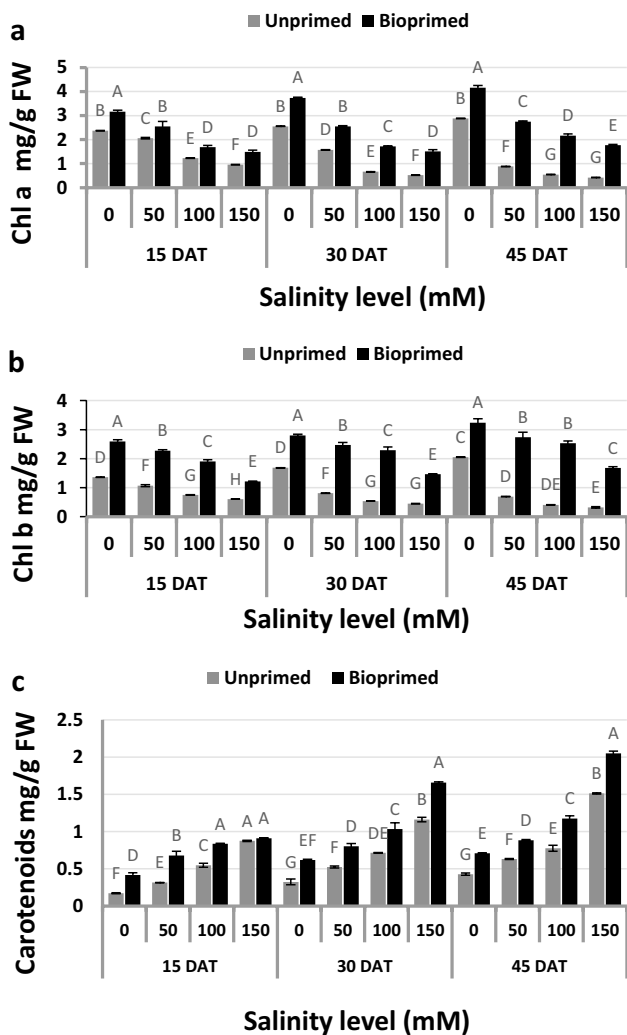 a
Unprimed Bioprimed
Chl a mg/g FW
5
4
3
2
1
0
B A C B E D F D B A D B E C F D B A F C G D G E
0 50 100 150 0 50 100 150 0 50 100 150
15 DAT 30 DAT 45 DAT
Salinity level (mM)
b
Unprimed Bioprimed
Chl b mg/g FW
4
3
2
1
0
D A F B G C H E D A F B G C G E C A D B DE B E C
0 50 100 150 0 50 100 150 0 50 100 150
15 DAT 30 DAT 45 DAT
Salinity level (mM)
c
Unprimed Bioprimed
Carotenoids mg/g FW
2.5
2
1.5
1
0.5
0
F D E B C A A A G EF F D DE C B A G E F D E C B A
0 50 100 150 0 50 100 150 0 50 100 150
15 DAT 30 DAT 45 DAT
Salinity level (mM)